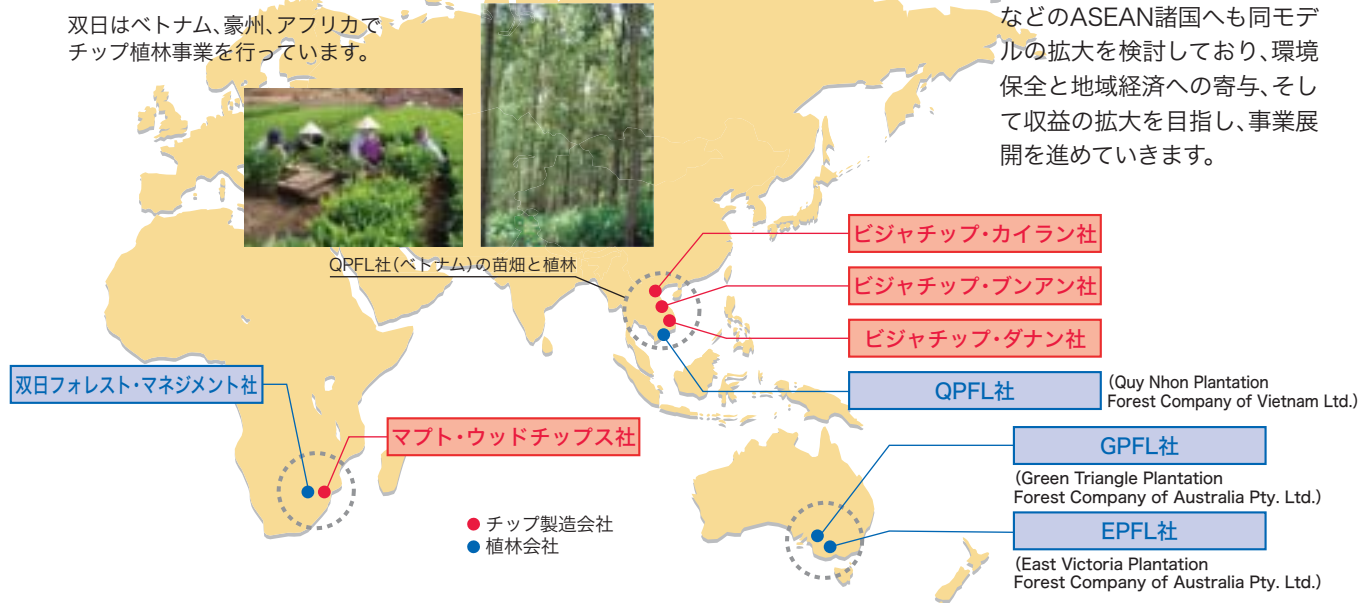 双日はベトナム、豪州、アフリカで
チップ植林事業を行っています。
などのASEAN諸国へも同モデ
ルの拡大を検討しており、環境
保全と地域経済への寄与、そし
て収益の拡大を目指し、事業展
開を進めていきます。
QPFL社(ベトナム)の苗畑と植林
ビジャチップ・カイラン社
ビジャチップ・ブンアン社
ビジャチップ・ダナン社
QPFL社
(Quy Nhon Plantation
Forest Company of Vietnam Ltd.)
双日フォレスト・マネジメント社
マプト・ウッドチップス社
GPFL社
(Green Triangle Plantation
Forest Company of Australia Pty. Ltd.)
EPFL社
(East Victoria Plantation
Forest Company of Australia Pty. Ltd.)
チップ製造会社
植林会社